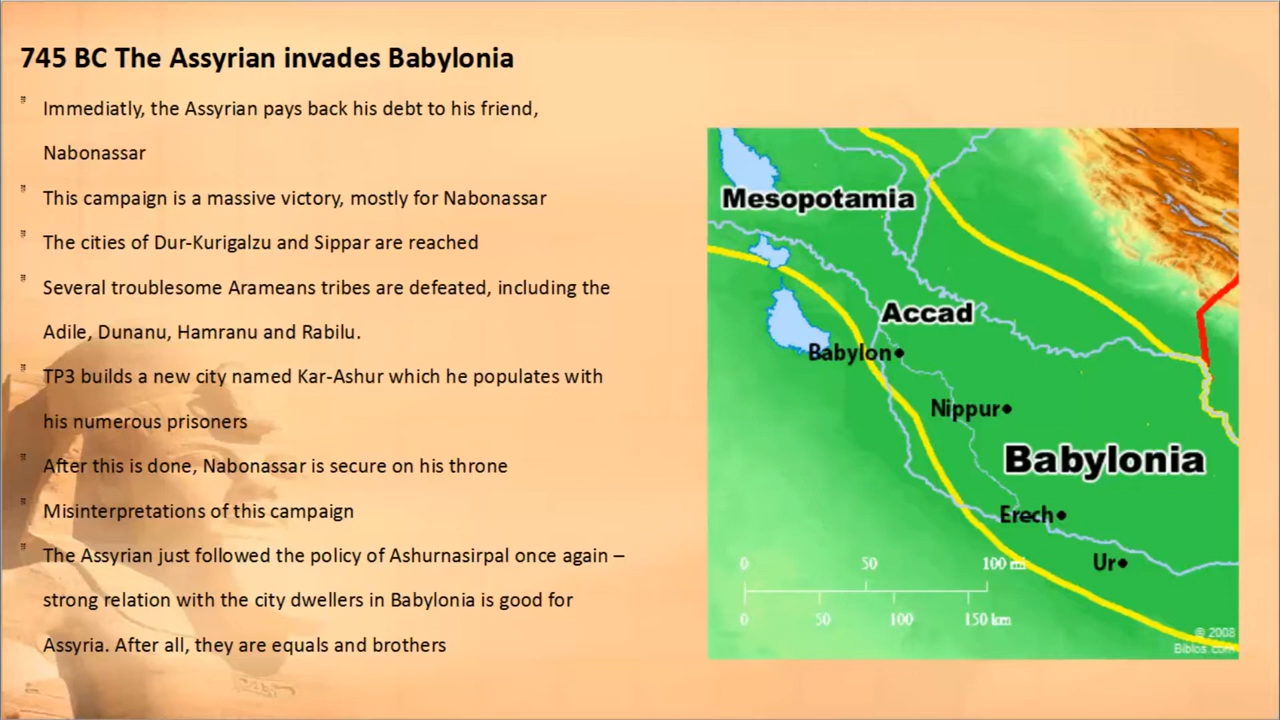 745 BC The Assyrian invades Babylonia
Immediatly, the Assyrian pays back his debt to his friend,
Nabonassar
This campaign is a massive victory, mostly for Nabonassar
The cities of Dur-Kurigalzu and Sippar are reached
Several troublesome Arameans tribes are defeated, including the
Adile, Dunanu, Hamranu and Rabilu.
TP3 builds a new city named Kar-Ashur which he populates with
his numerous prisoners
After this is done, Nabonassar is secure on his throne
Misinterpretations of this campaign
The Assyrian just followed the policy of Ashurnasirpal once again –
strong relation with the city dwellers in Babylonia is good for
Assyria. After all, they are equals and brothers
Mesopotamia
Accad
Babylon
Nippur
Babylonia
Erech
Ur
0 50 100 mi
0 50 100 150 km
© 2008
Biblos.com